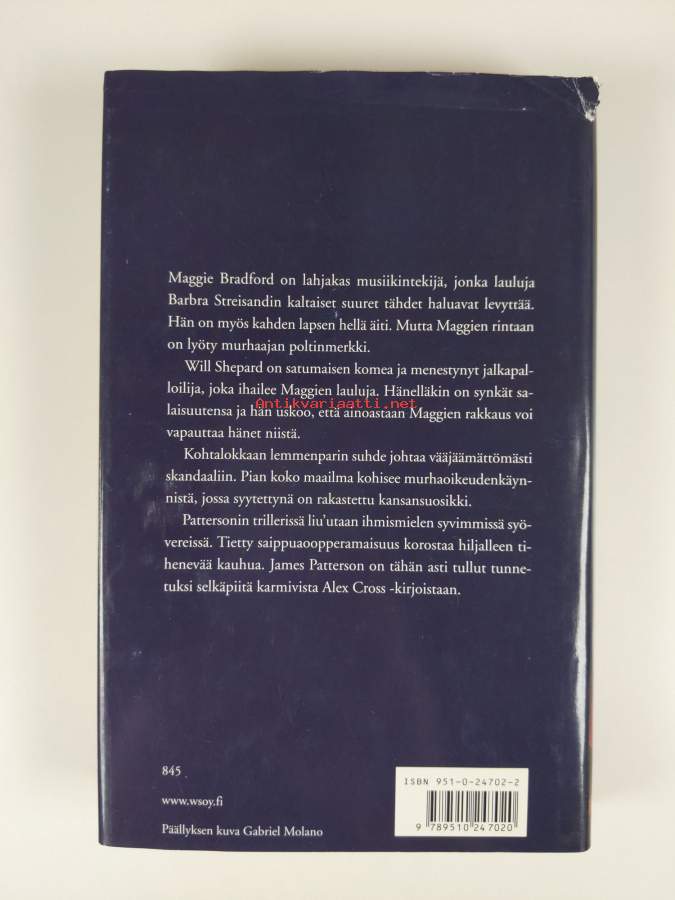 Maggie Bradford on lahjakas musiikintekijä, jonka lauluja
Barbra Streisandin kaltaiset suuret tähdet haluavat levyttää.
Hän on myös kahden lapsen hellä äiti. Mutta Maggien rintaan
on lyöty murhaajan poltinmerkki.
Will Shepard on satumaisen komea ja menestynyt jalkapal-
loilija, joka ihailee Maggien lauluja. Hänelläkin on synkät sa-
laisuutensa ja hän uskoo, että ainoastaan Maggien rakkaus voi
vapauttaa hänet niistä.
Antikvariaatti.net
Kohtalokkaan lemmenparin suhde johtaa vääjäämättömästi
skandaaliin. Pian koko maailma kohisee murhaoikeudenkäyn-
nistä, jossa syytettynä on rakastettu kansansuosikki.
Pattersonin trillerissä liu'utaan ihmismielen syvimmissä syö-
vereissä. Tietty saippuaoopperamaisuus korostaa hiljalleen ti-
henevää kauhua. James Patterson on tähän asti tullut tunne-
tuksi selkäpiitä karmivista Alex Cross -kirjoistaan.
845
www.wsoy.fi
Päällyksen kuva Gabriel Molano
ISBN 951-0-24702-2
9 789510 247020